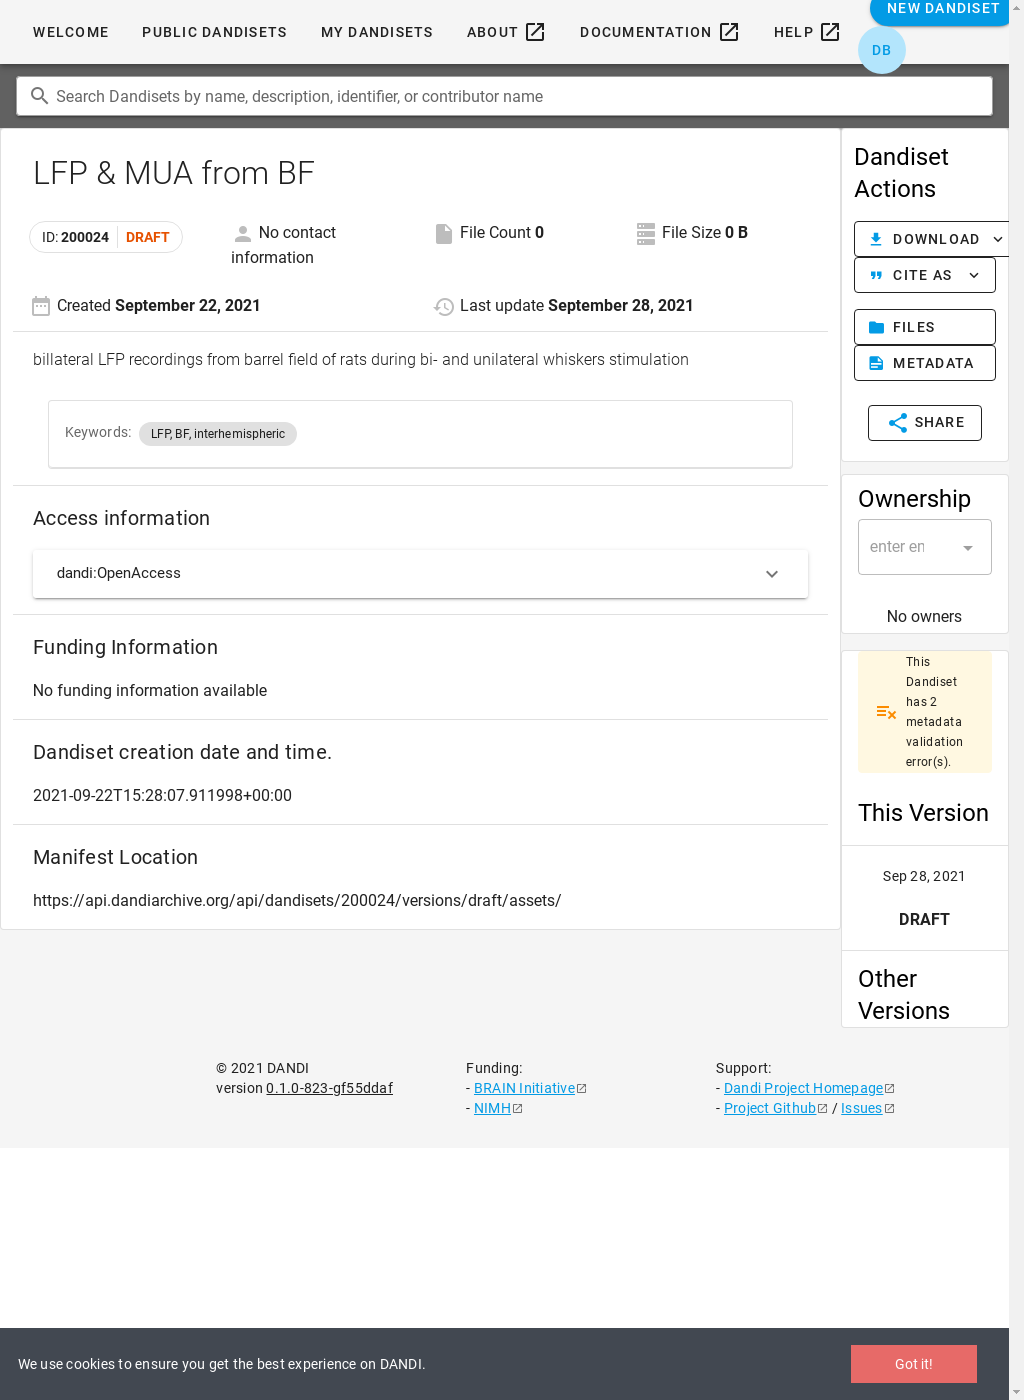 WELCOME
PUBLIC DANDISETS
MY DANDISETS
ABOUT
DOCUMENTATION
HELP
NEW DANDISET
DB
Search Dandisets by name, description, identifier, or contributor name
LFP & MUA from BF
ID: 200024 DRAFT
No contact
information
File Count 0
File Size 0 B
Created September 22, 2021
Last update September 28, 2021
billateral LFP recordings from barrel field of rats during bi- and unilateral whiskers stimulation
Keywords: LFP, BF, interhemispheric
Access information
dandi:OpenAccess
Funding Information
No funding information available
Dandiset creation date and time.
2021-09-22T15:28:07.911998+00:00
Manifest Location
https://api.dandiarchive.org/api/dandisets/200024/versions/draft/assets/
Dandiset
Actions
DOWNLOAD
CITE AS
FILES
METADATA
SHARE
Ownership
enter en
No owners
This
Dandiset
has 2
metadata
validation
error(s).
This Version
Sep 28, 2021
DRAFT
Other
Versions
© 2021 DANDI
version 0.1.0-823-gf55ddaf
Funding:
- BRAIN Initiative
- NIMH
Support:
- Dandi Project Homepage
- Project Github / Issues
We use cookies to ensure you get the best experience on DANDI.
Got it!